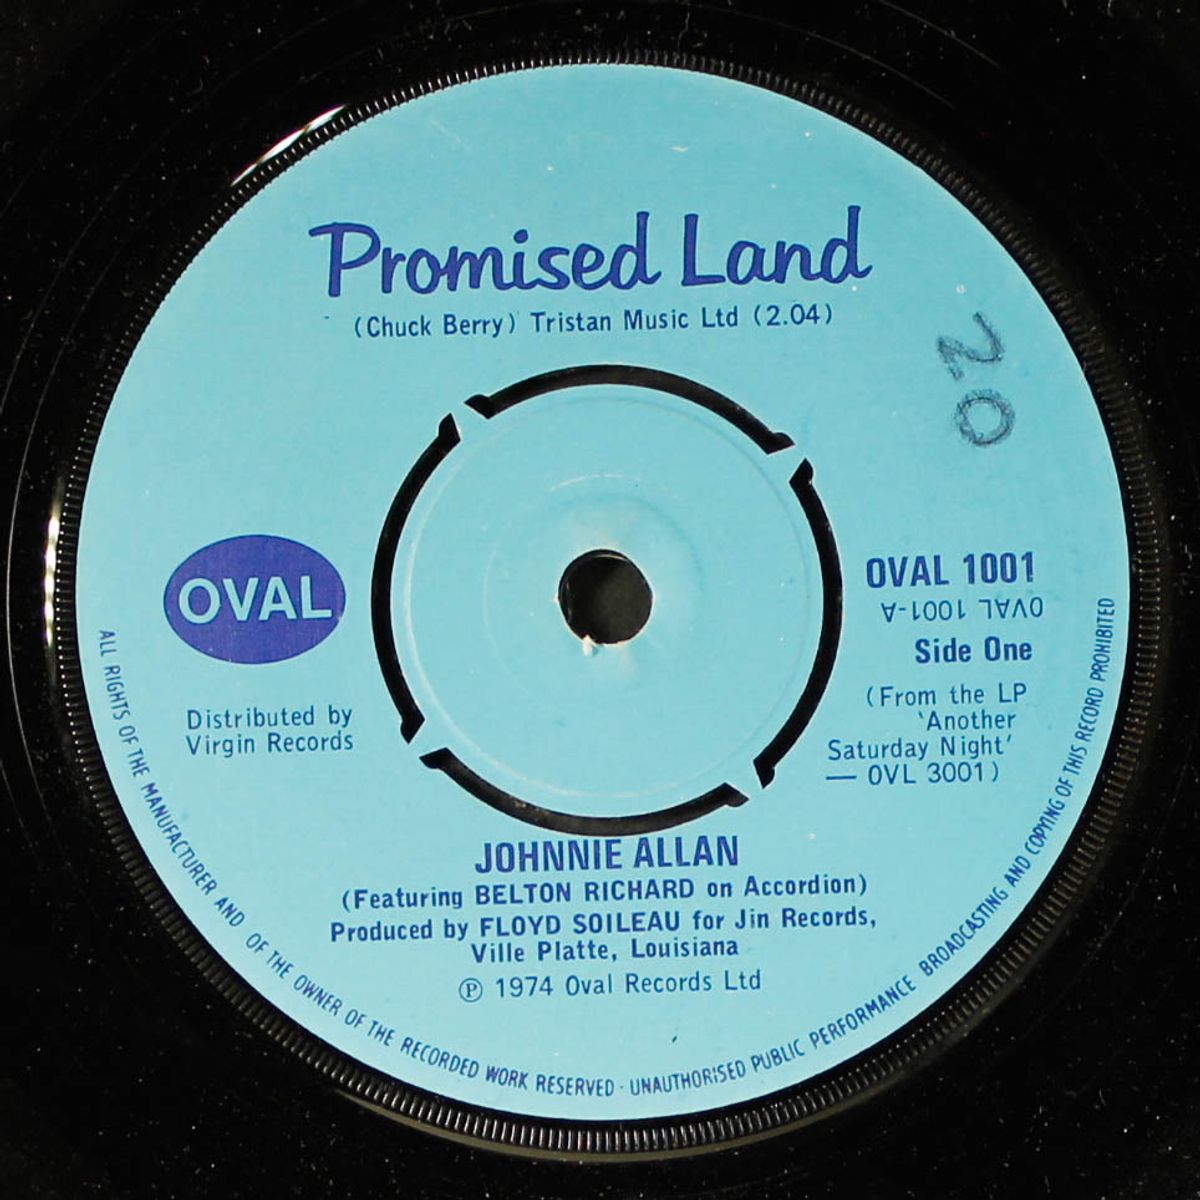 Promised Land
(Chuck Berry) Tristan Music Ltd (2.04)
20
OVAL
OVAL 1001
OVAL 1001-A
Side One
(From the LP
'Another
Saturday Night'
— OVL 3001)
Distributed by
Virgin Records
JOHNNIE ALLAN
(Featuring BELTON RICHARD on Accordion)
Produced by FLOYD SOILEAU for Jin Records,
Ville Platte, Louisiana
℗ 1974 Oval Records Ltd
ALL RIGHTS OF THE MANUFACTURER AND OF THE OWNER OF THE RECORDED WORK RESERVED · UNAUTHORISED PUBLIC PERFORMANCE BROADCASTING AND COPYING OF THIS RECORD PROHIBITED